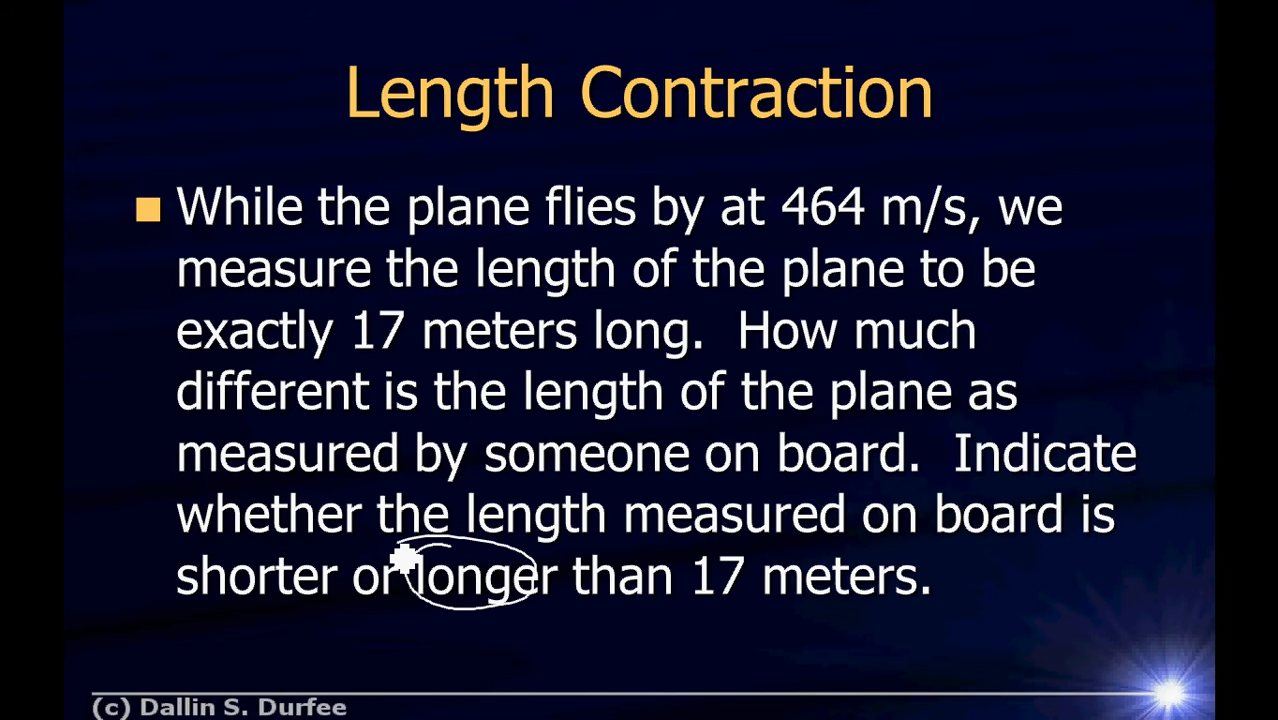 Length Contraction
While the plane flies by at 464 m/s, we
measure the length of the plane to be
exactly 17 meters long.  How much
different is the length of the plane as
measured by someone on board.  Indicate
whether the length measured on board is
shorter or longer than 17 meters.
(c) Dallin S. Durfee